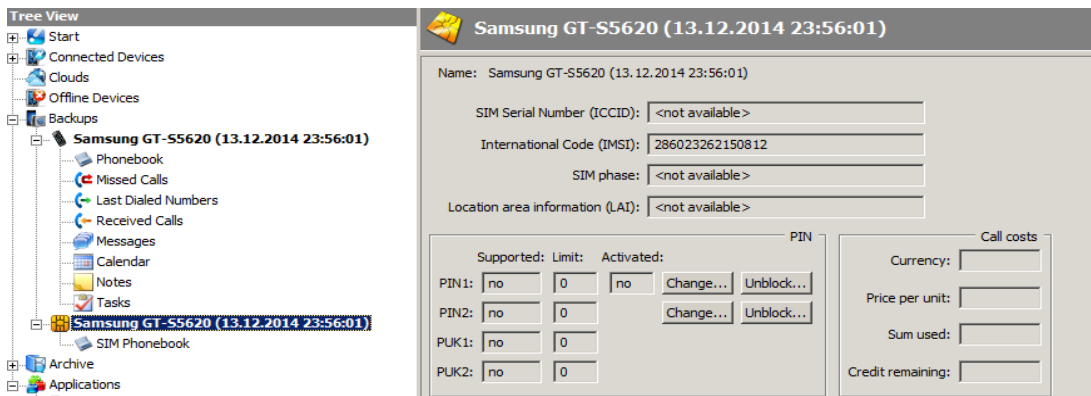 Tree View
Start
Connected Devices
Clouds
Offline Devices
Backups
Samsung GT-S5620 (13.12.2014 23:56:01)
Phonebook
Missed Calls
Last Dialed Numbers
Received Calls
Messages
Calendar
Notes
Tasks
Samsung GT-S5620 (13.12.2014 23:56:01)
SIM Phonebook
Archive
Applications
Samsung GT-S5620 (13.12.2014 23:56:01)
Name: Samsung GT-S5620 (13.12.2014 23:56:01)
SIM Serial Number (ICCID): <not available>
International Code (IMSI): 286023262150812
SIM phase: <not available>
Location area information (LAI): <not available>
PIN
Supported: Limit: Activated:
PIN1: no 0 no Change... Unblock...
PIN2: no 0 Change... Unblock...
PUK1: no 0
PUK2: no 0
Call costs
Currency:
Price per unit:
Sum used:
Credit remaining: